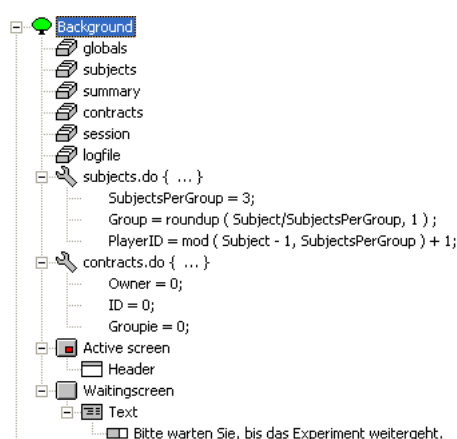 Background
globals
subjects
summary
contracts
session
logfile
subjects.do { ... }
SubjectsPerGroup = 3;
Group = roundup ( Subject/SubjectsPerGroup, 1 ) ;
PlayerID = mod ( Subject - 1, SubjectsPerGroup ) + 1;
contracts.do { ... }
Owner = 0;
ID = 0;
Groupie = 0;
Active screen
Header
Waitingscreen
Text
Bitte warten Sie, bis das Experiment weitergeht.